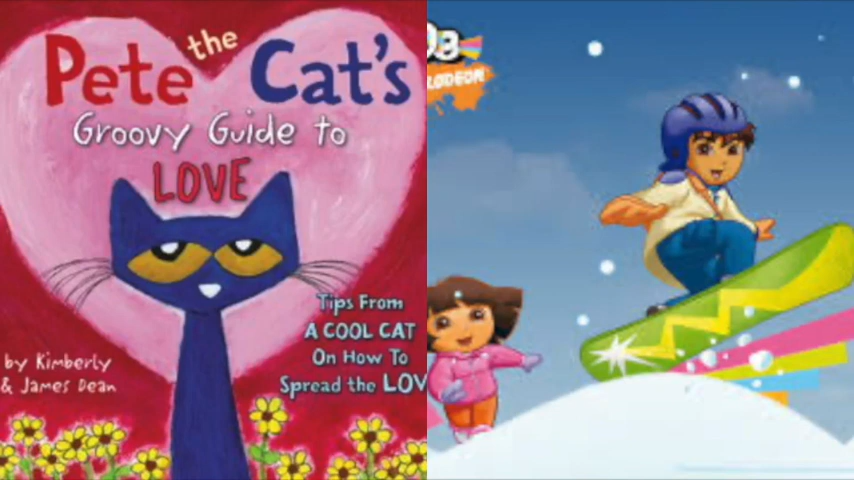 Pete the Cat's
Groovy Guide to
LOVE
Tips From
A COOL CAT
On How To
Spread the LOV
by Kimberly
& James Dean